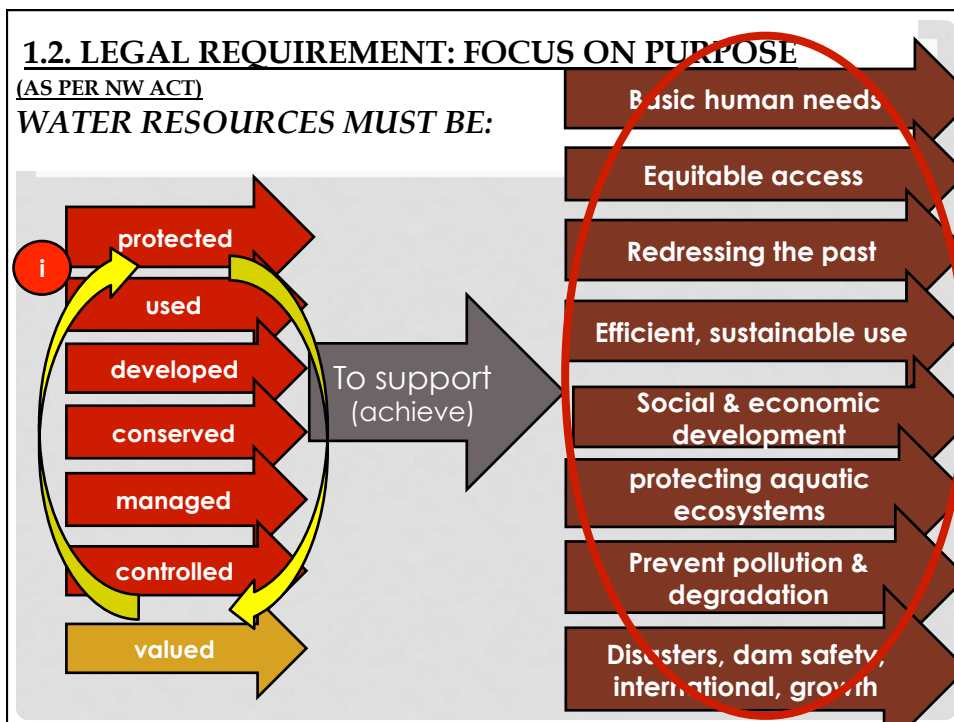 1.2. LEGAL REQUIREMENT: FOCUS ON PURPOSE
(AS PER NW ACT)
WATER RESOURCES MUST BE:
i
protected
used
developed
conserved
managed
controlled
valued
To support
(achieve)
Basic human needs
Equitable access
Redressing the past
Efficient, sustainable use
Social & economic
development
protecting aquatic
ecosystems
Prevent pollution &
degradation
Disasters, dam safety,
international, growth